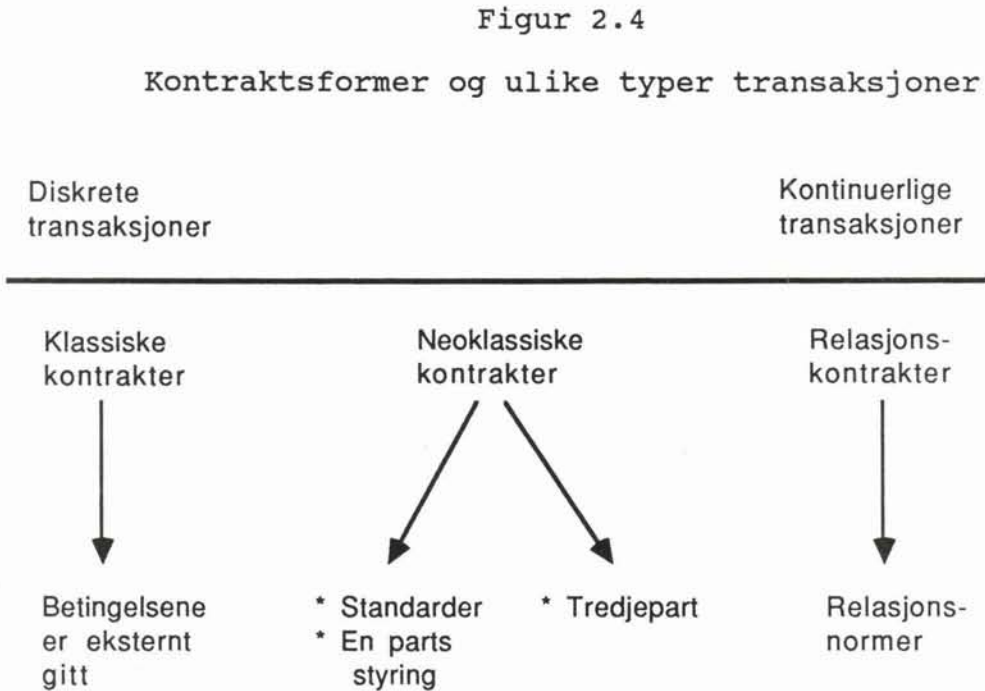 Figur 2.4
Kontraktsformer og ulike typer transaksjoner
Diskrete
transaksjoner
Kontinuerlige
transaksjoner
Klassiske
kontrakter
Neoklassiske
kontrakter
Relasjons-
kontrakter
Betingelsene
er eksternt
gitt
* Standarder
* En parts
styring
* Tredjepart
Relasjons-
normer